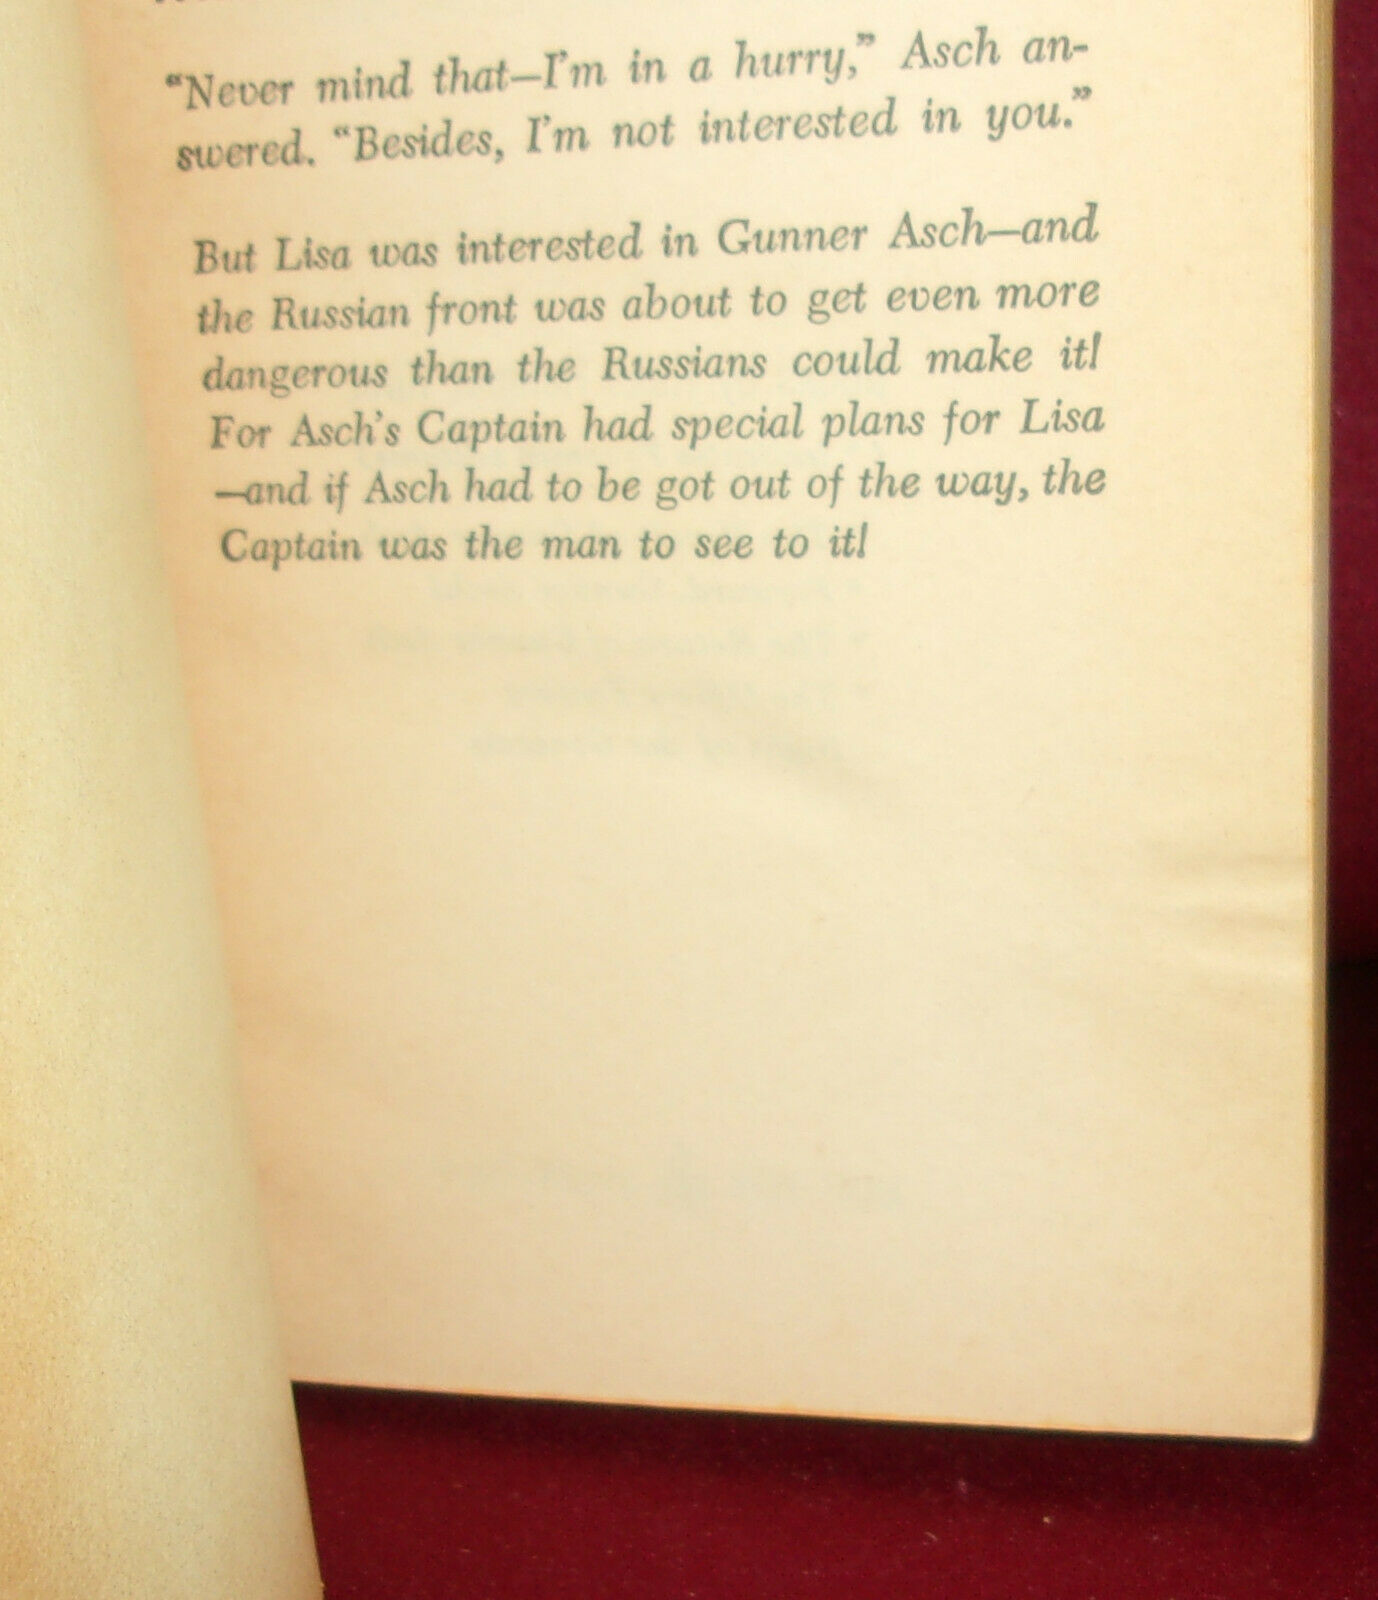 “Never mind that—I’m in a hurry,” Asch an-
swered. “Besides, I’m not interested in you.”
But Lisa was interested in Gunner Asch—and
the Russian front was about to get even more
dangerous than the Russians could make it!
For Asch’s Captain had special plans for Lisa
—and if Asch had to be got out of the way, the
Captain was the man to see to it!